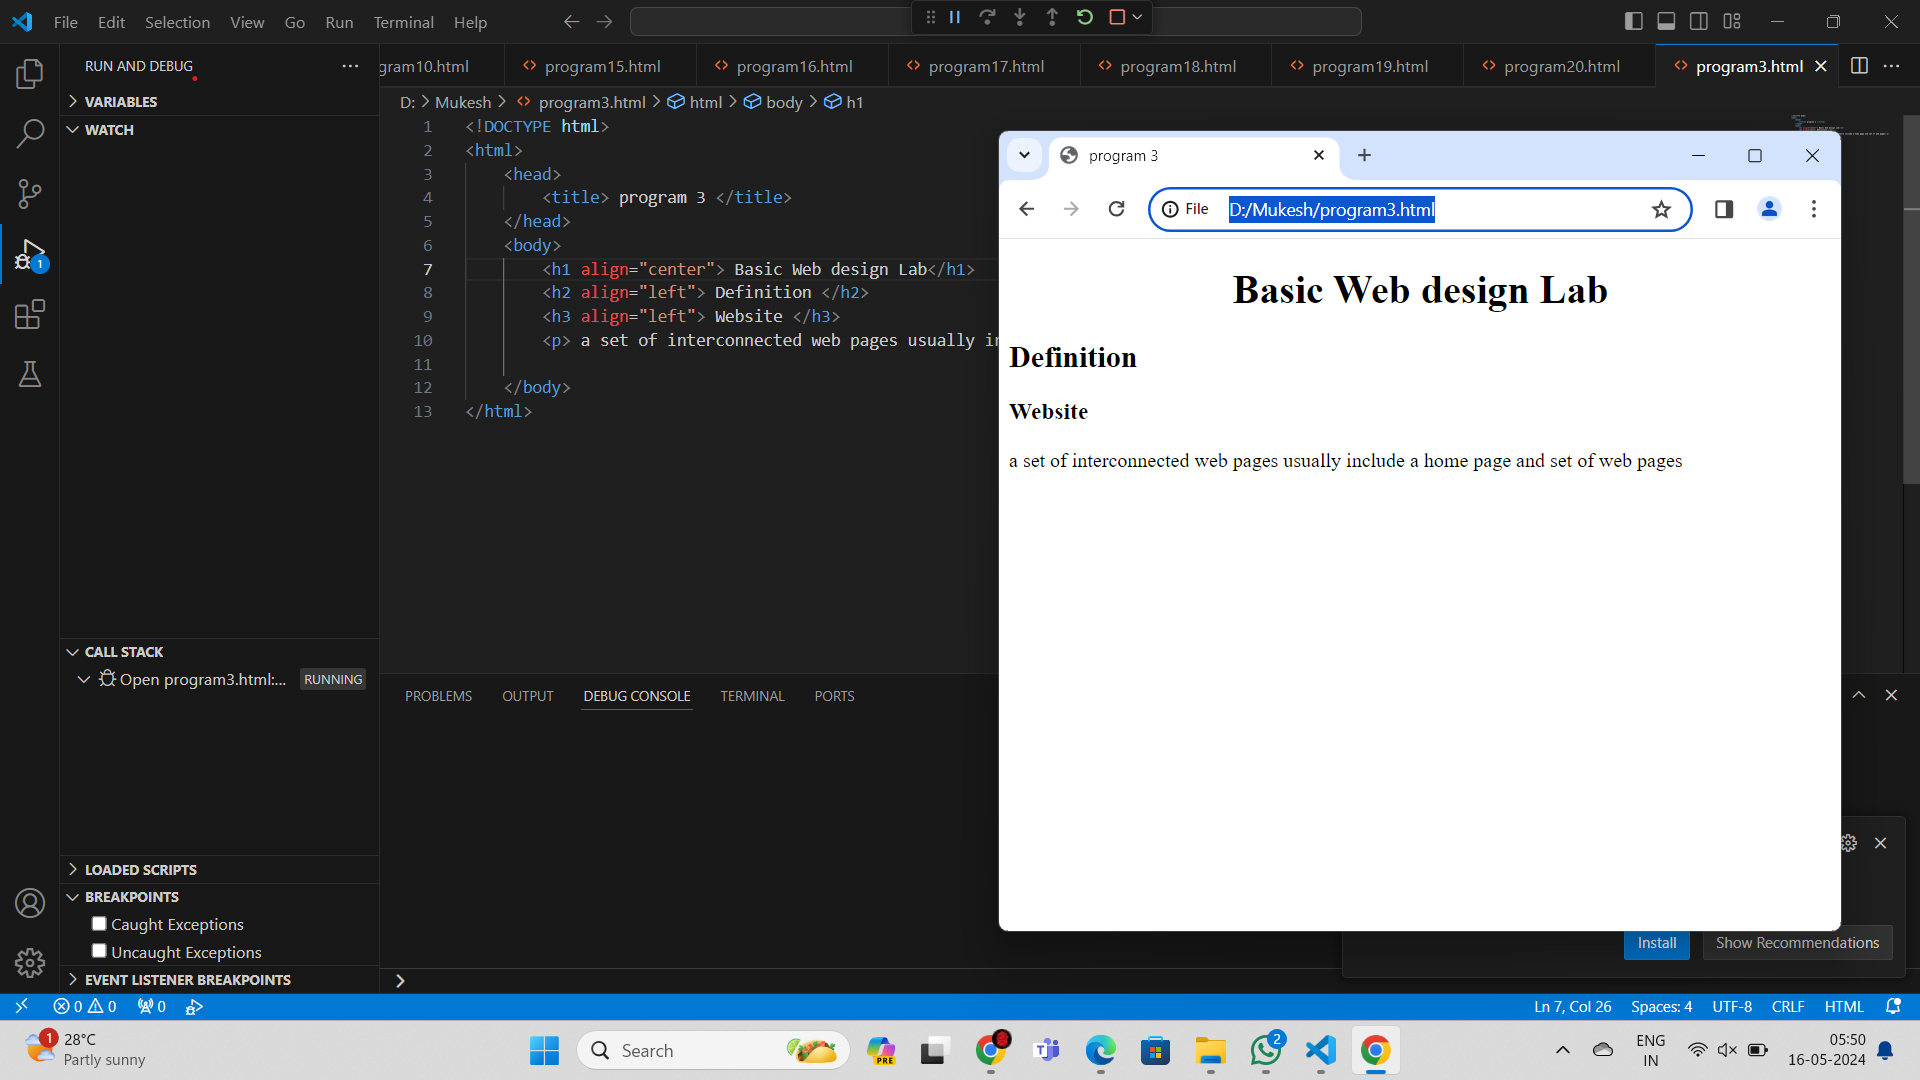 File Edit Selection View Go Run Terminal Help
RUN AND DEBUG
gram10.html program15.html program16.html program17.html program18.html program19.html program20.html program3.html
VARIABLES
WATCH
D: > Mukesh > program3.html > html > body > h1
1 <!DOCTYPE html>
2 <html>
3 <head>
4 <title> program 3 </title>
5 </head>
6 <body>
7 <h1 align="center"> Basic Web design Lab</h1>
8 <h2 align="left"> Definition </h2>
9 <h3 align="left"> Website </h3>
10 <p> a set of interconnected web pages usually in
11
12 </body>
13 </html>
program 3
File D:/Mukesh/program3.html
Basic Web design Lab
Definition
Website
a set of interconnected web pages usually include a home page and set of web pages
1
CALL STACK
Open program3.html:... RUNNING
PROBLEMS OUTPUT DEBUG CONSOLE TERMINAL PORTS
LOADED SCRIPTS
BREAKPOINTS
Caught Exceptions
Uncaught Exceptions
EVENT LISTENER BREAKPOINTS
Install Show Recommendations
0 0 0
Ln 7, Col 26 Spaces: 4 UTF-8 CRLF HTML
1 28°C
Partly sunny
Search
PRE
2
ENG
IN
05:50
16-05-2024